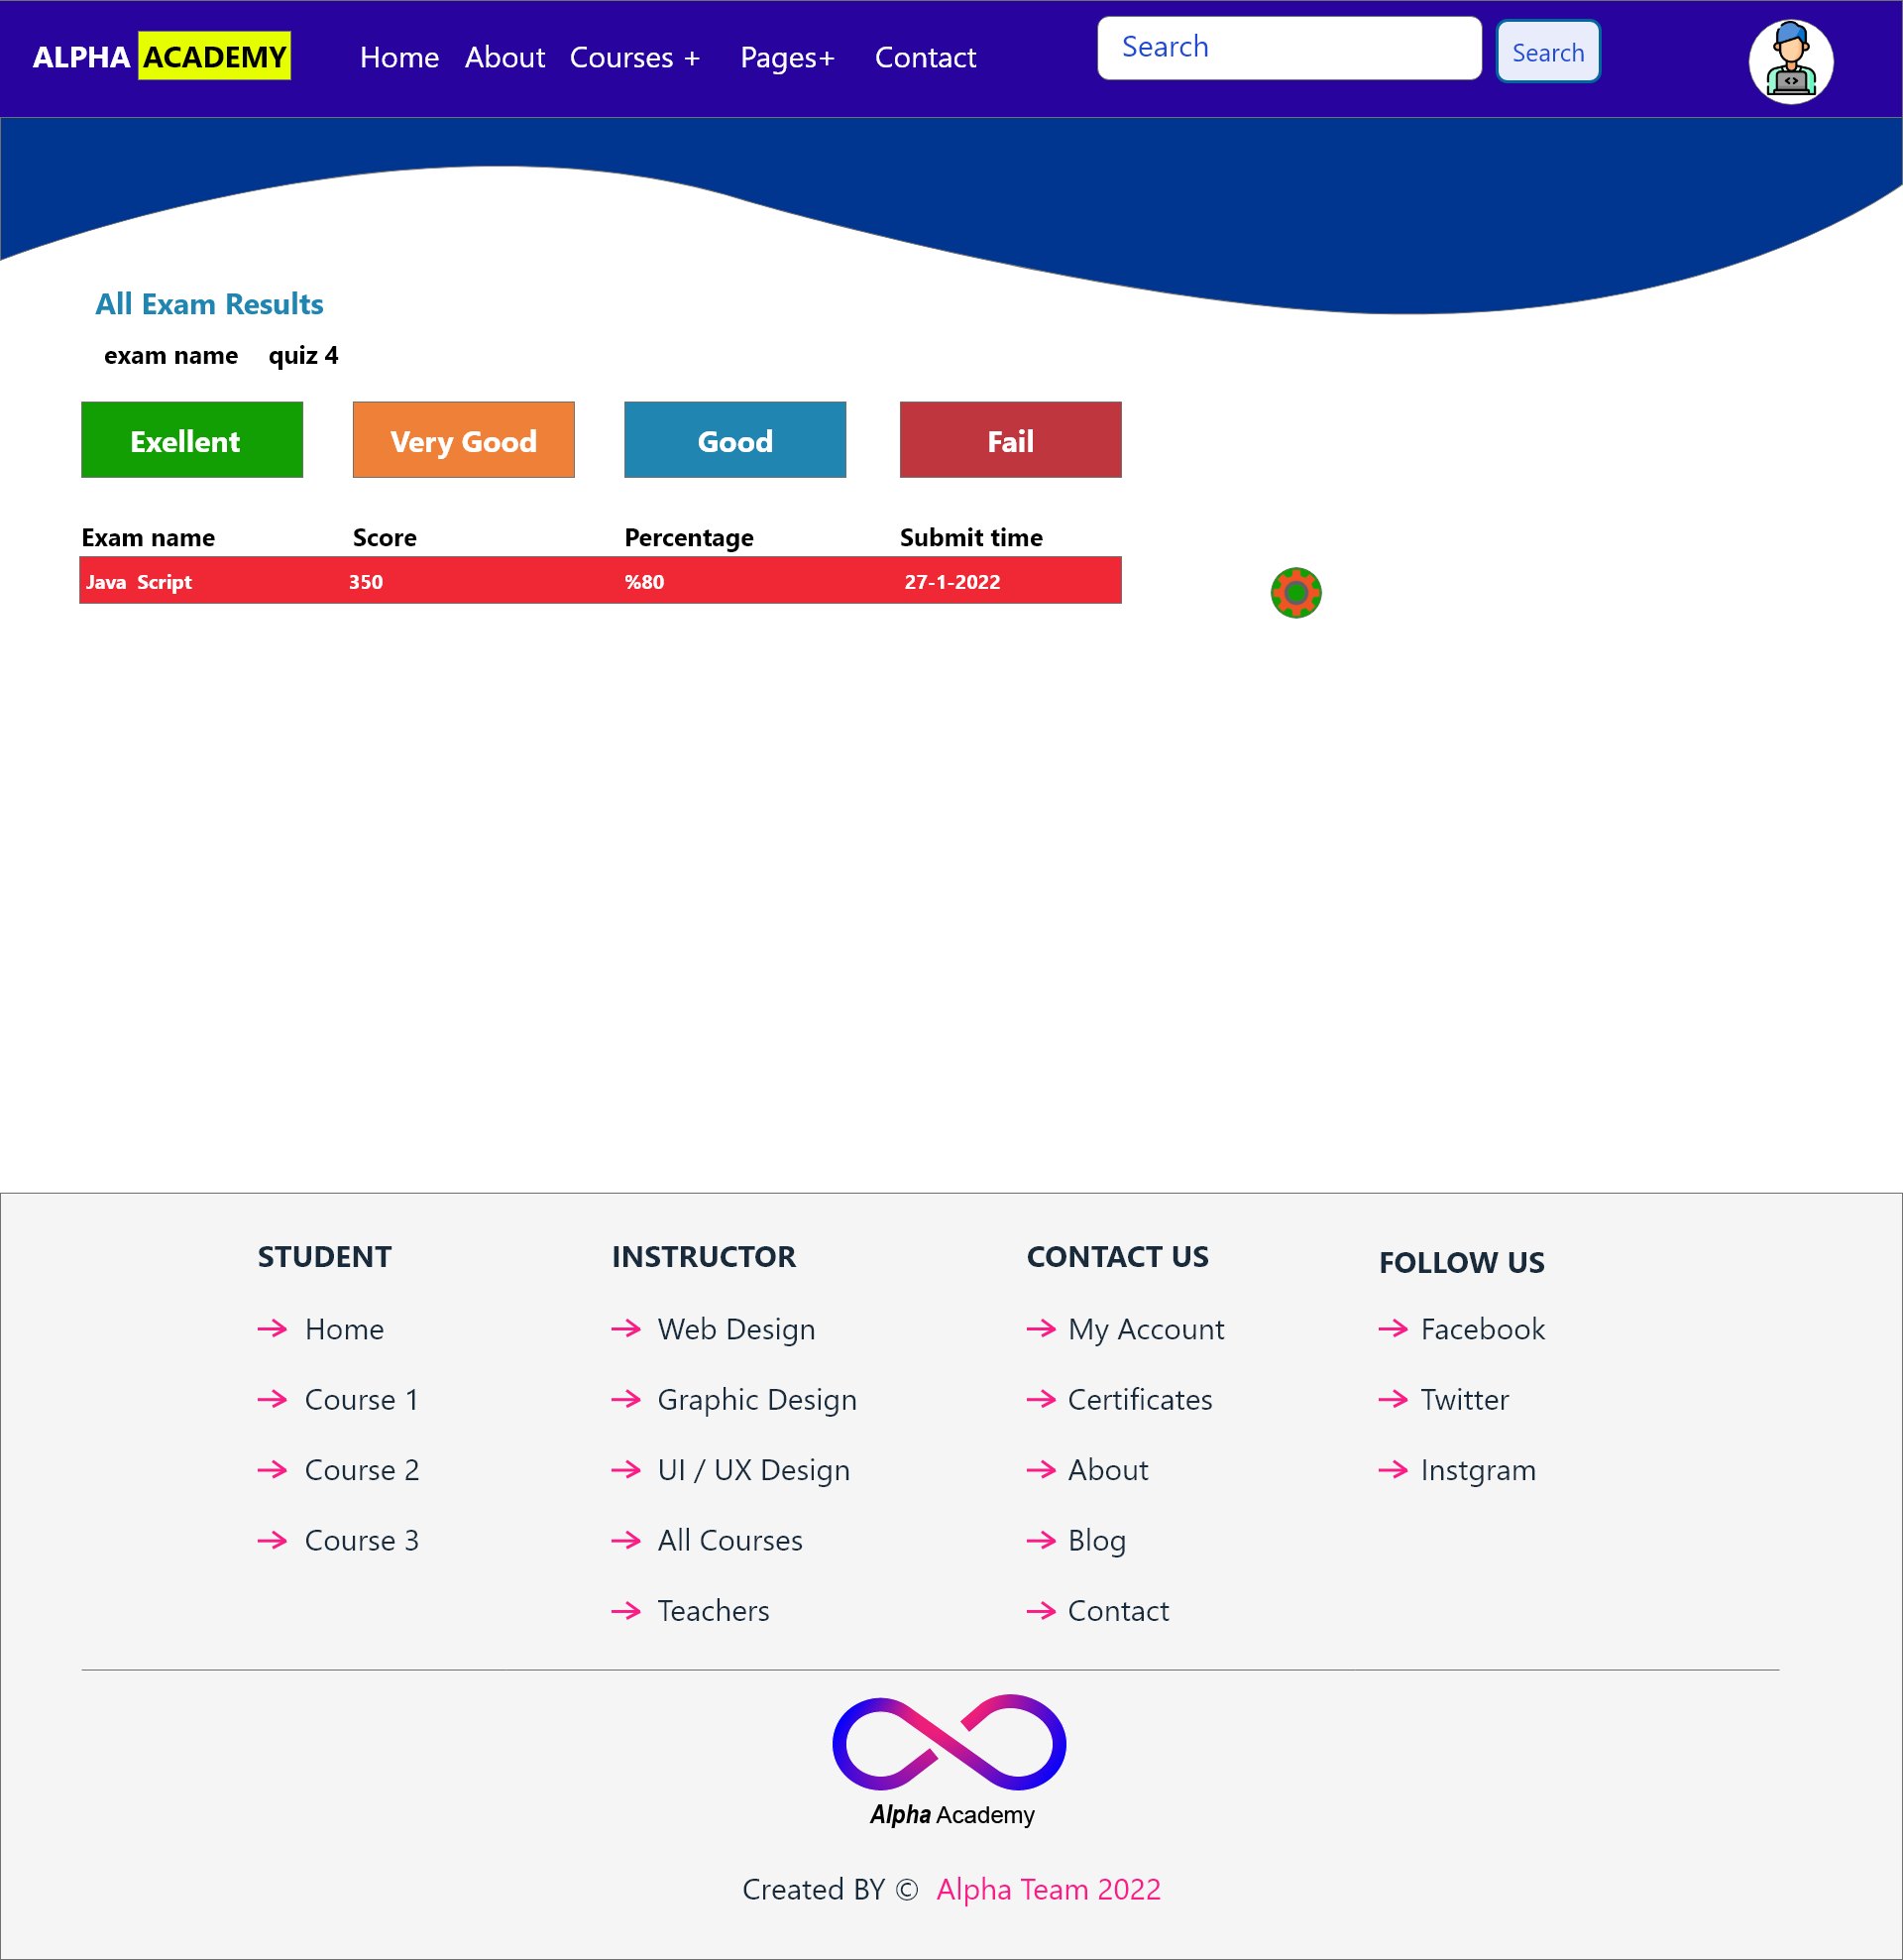 ALPHA ACADEMY Home About Courses + Pages+ Contact Search Search
All Exam Results
exam name quiz 4
Exellent Very Good Good Fail
Exam name Score Percentage Submit time
Java Script 350 %80 27-1-2022
STUDENT INSTRUCTOR CONTACT US FOLLOW US
Home Web Design My Account Facebook
Course 1 Graphic Design Certificates Twitter
Course 2 UI / UX Design About Instgram
Course 3 All Courses Blog
Teachers Contact
Alpha Academy
Created BY © Alpha Team 2022